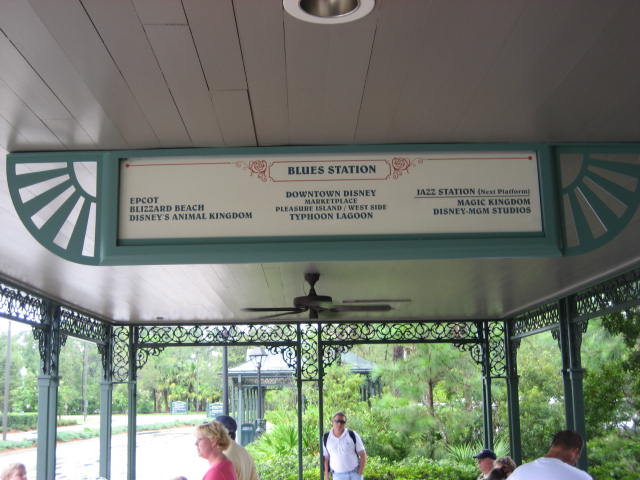 BLUES STATION
EPCOT
BLIZZARD BEACH
DISNEY'S ANIMAL KINGDOM
DOWNTOWN DISNEY
MARKETPLACE
PLEASURE ISLAND / WEST SIDE
TYPHOON LAGOON
JAZZ STATION (Next Platform)
MAGIC KINGDOM
DISNEY-MGM STUDIOS